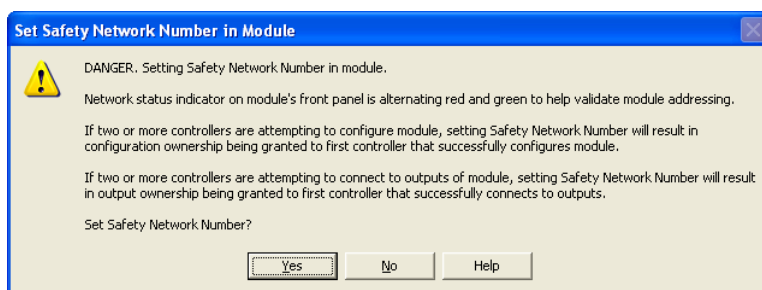 Set Safety Network Number in Module
DANGER. Setting Safety Network Number in module.
Network status indicator on module's front panel is alternating red and green to help validate module addressing.
If two or more controllers are attempting to configure module, setting Safety Network Number will result in
configuration ownership being granted to first controller that successfully configures module.
If two or more controllers are attempting to connect to outputs of module, setting Safety Network Number will result
in output ownership being granted to first controller that successfully connects to outputs.
Set Safety Network Number?
Yes No Help